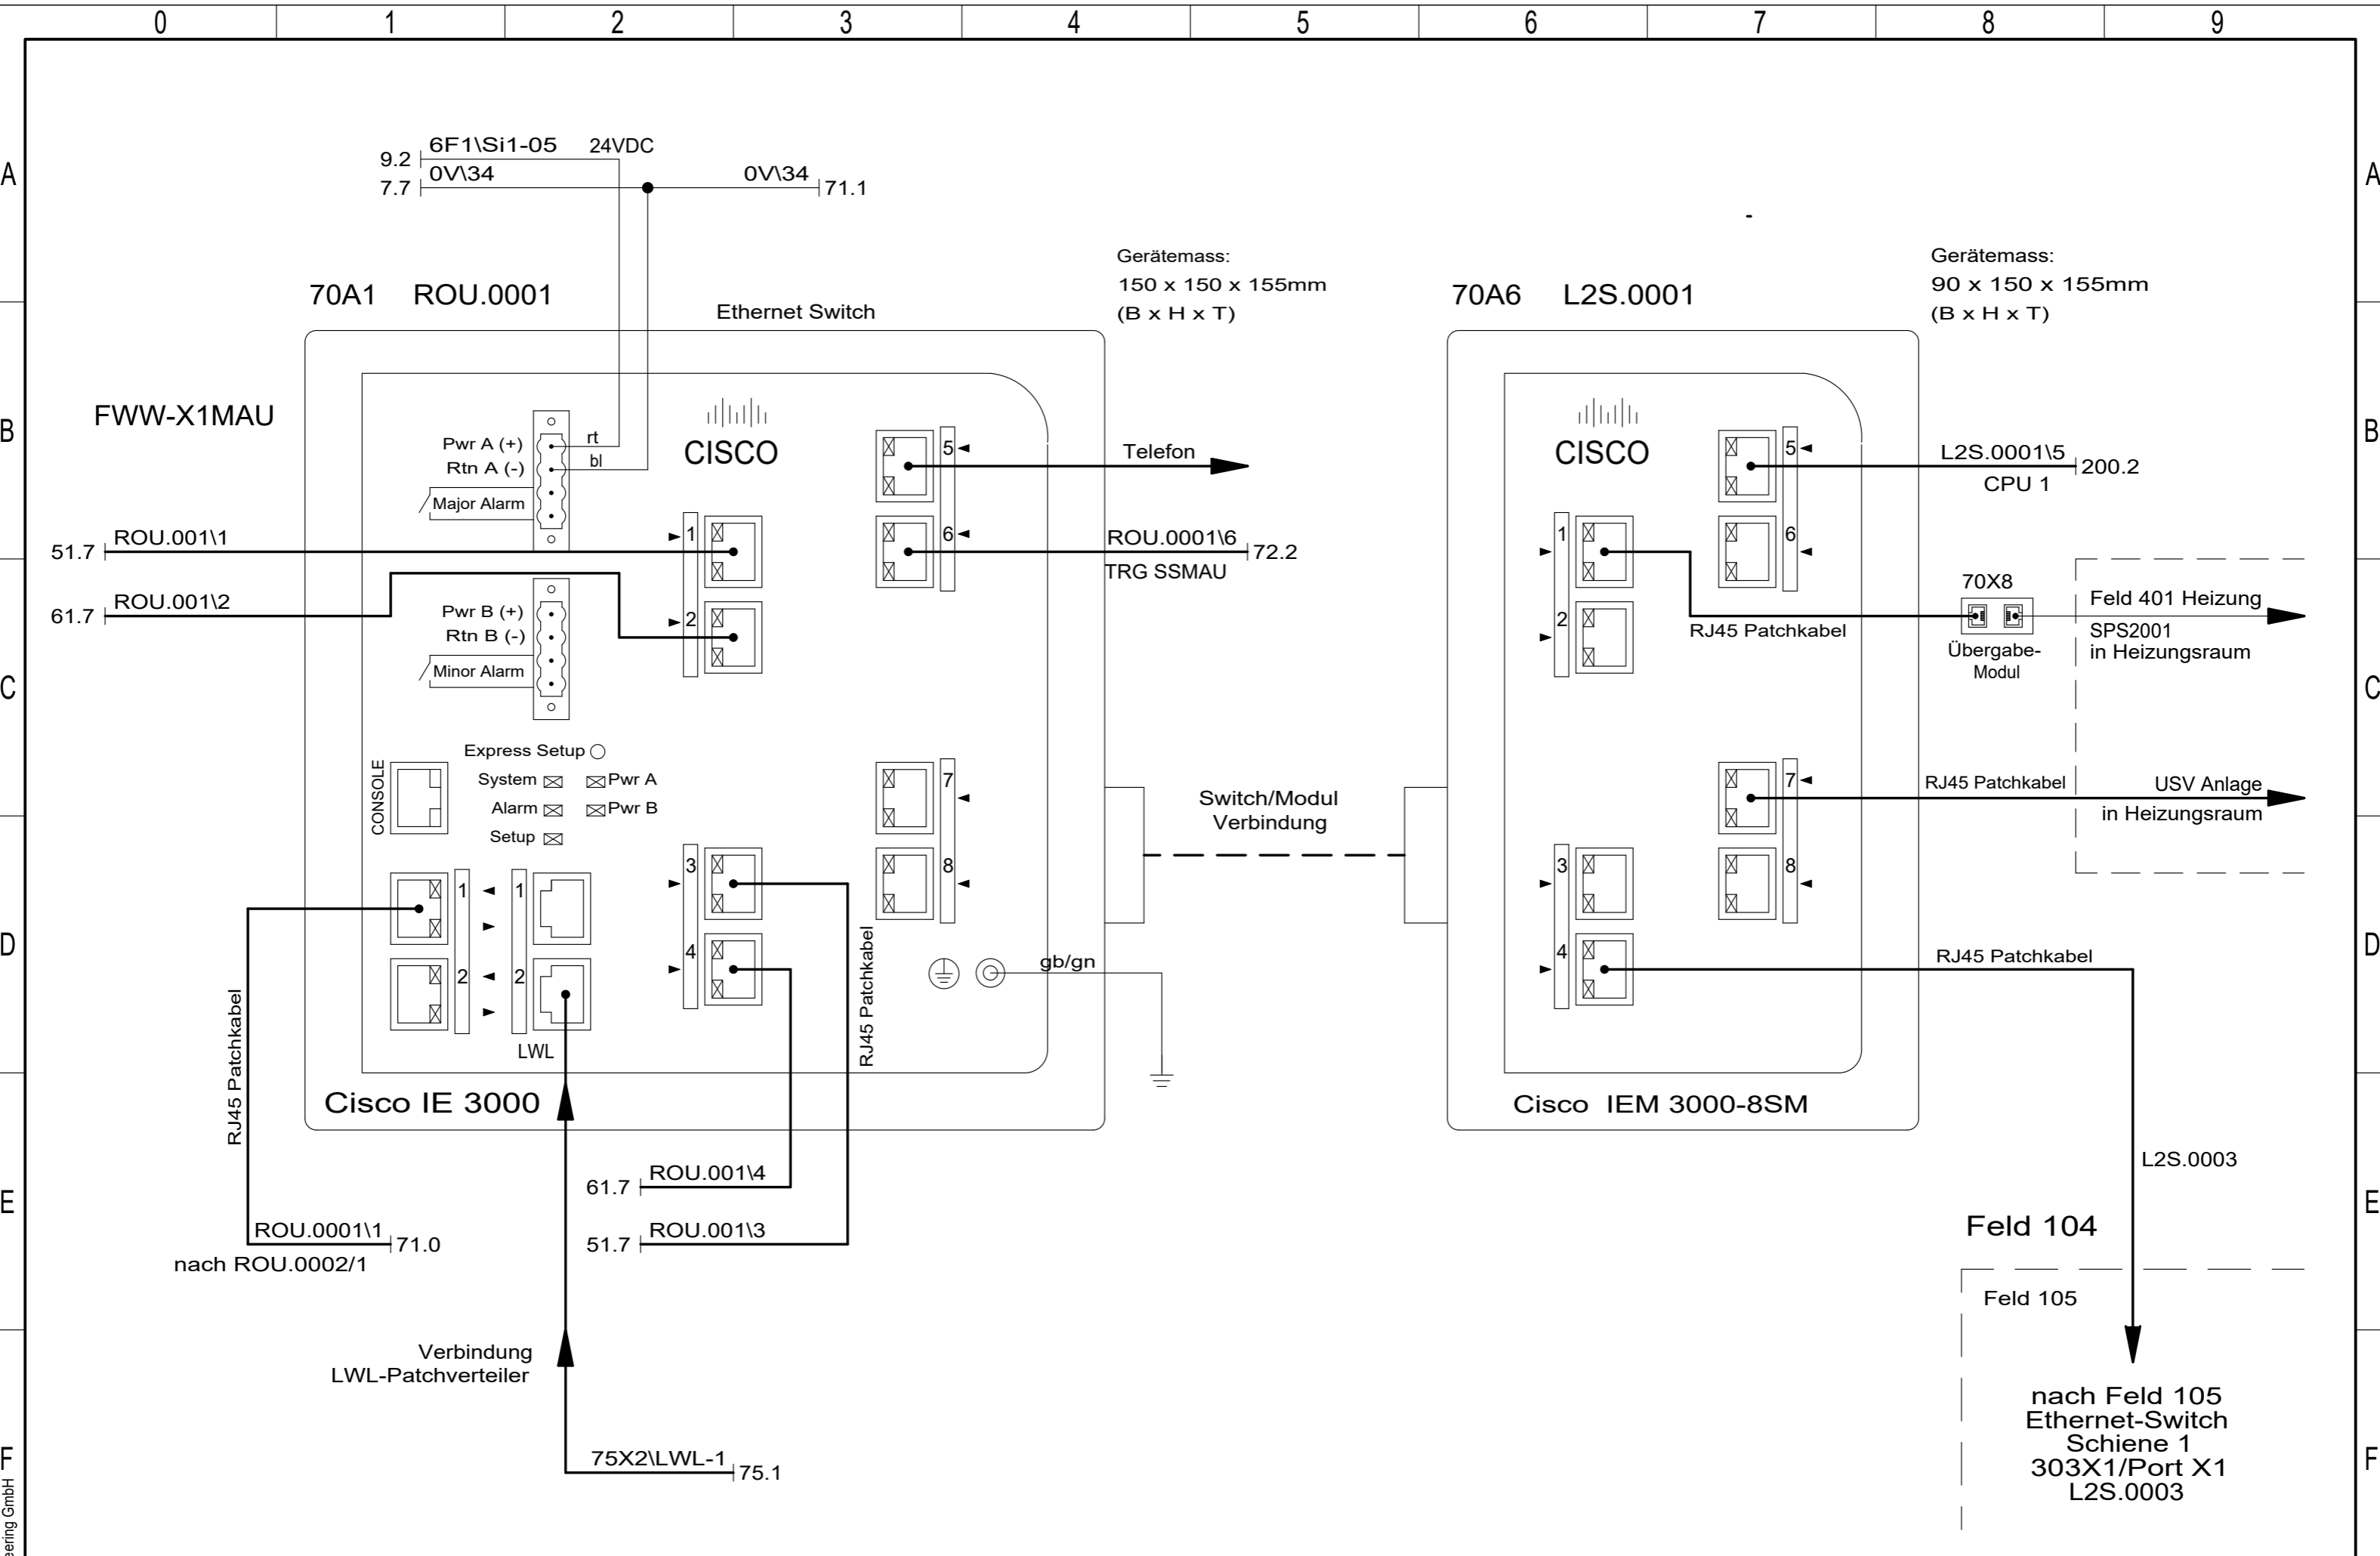 0 1 2 3 4 5 6 7 8 9
A A
B B
C C
D D
E E
F F
9.2 6F1\Si1-05 24VDC
7.7 0V\34 0V\34 71.1
-
Gerätemass:
150 x 150 x 155mm
(B x H x T)
Gerätemass:
90 x 150 x 155mm
(B x H x T)
70A1 ROU.0001
Ethernet Switch
70A6 L2S.0001
FWW-X1MAU
Pwr A (+)
Rtn A (-)
Major Alarm
rt
bl
CISCO
5
Telefon
51.7 ROU.001\1
1
6
ROU.0001\6 72.2
TRG SSMAU
61.7 ROU.001\2
2
Pwr B (+)
Rtn B (-)
Minor Alarm
Express Setup
System
Pwr A
Alarm
Pwr B
Setup
CONSOLE
7
8
3
4
1 1
2 2
LWL
gb/gn
RJ45 Patchkabel
RJ45 Patchkabel
Cisco IE 3000
Switch/Modul
Verbindung
61.7 ROU.001\4
51.7 ROU.001\3
ROU.0001\1 71.0
nach ROU.0002/1
Verbindung
LWL-Patchverteiler
75X2\LWL-1 75.1
CISCO
5
L2S.0001\5 200.2
CPU 1
1
6
2
RJ45 Patchkabel
70X8
Übergabe-
Modul
Feld 401 Heizung
SPS2001
in Heizungsraum
7
RJ45 Patchkabel
USV Anlage
in Heizungsraum
3
8
4
RJ45 Patchkabel
Cisco IEM 3000-8SM
L2S.0003
Feld 104
Feld 105
nach Feld 105
Ethernet-Switch
Schiene 1
303X1/Port X1
L2S.0003
GmbH